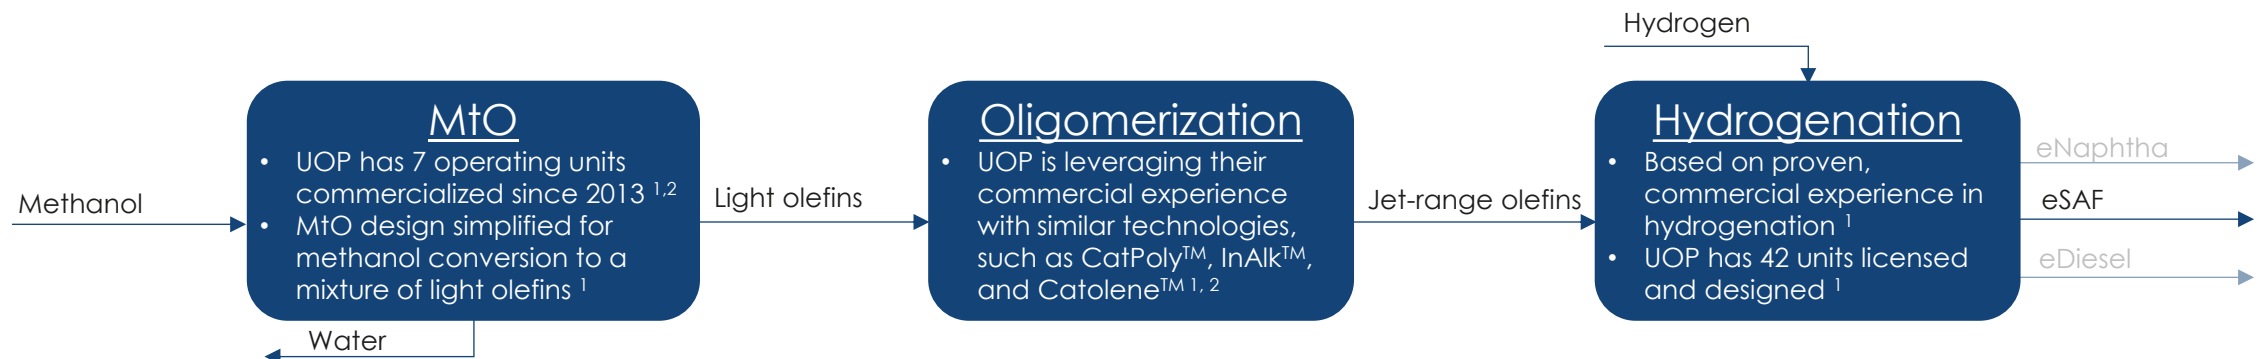 Hydrogen
Methanol
MtO
• UOP has 7 operating units
commercialized since 2013 1,2
• MtO design simplified for
methanol conversion to a
mixture of light olefins 1
Water
Light olefins
Oligomerization
• UOP is leveraging their
commercial experience
with similar technologies,
such as CatPoly™, InAlk™,
and Catolene™ 1, 2
Jet-range olefins
Hydrogenation
• Based on proven,
commercial experience in
hydrogenation 1
• UOP has 42 units licensed
and designed 1
eNaphtha
eSAF
eDiesel